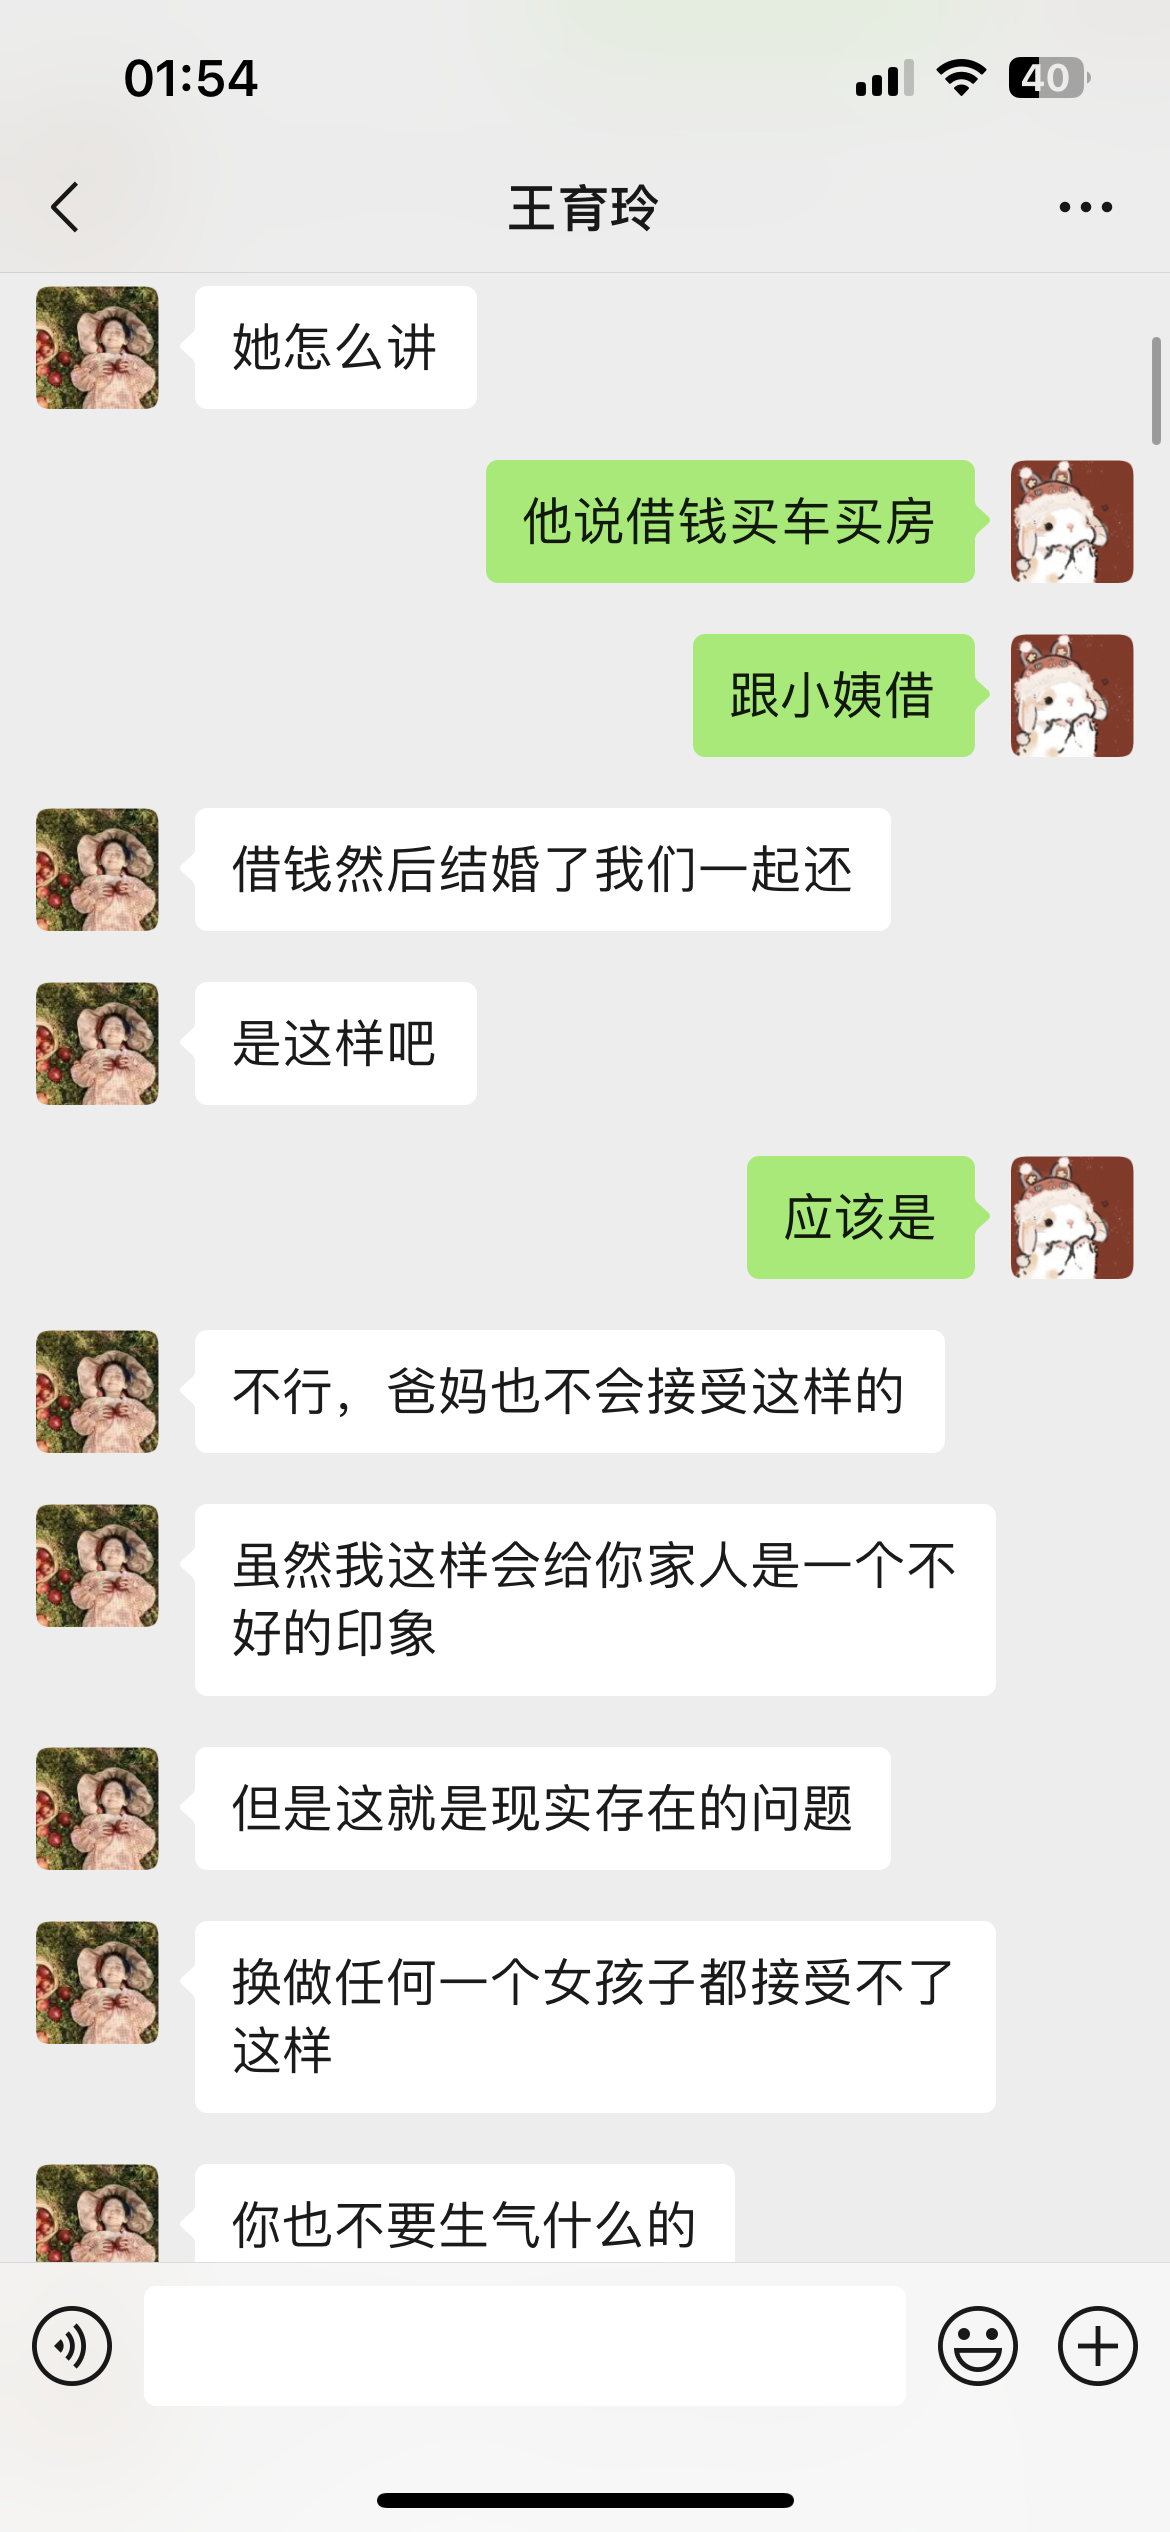 01:54
40
王育玲
她怎么讲
他说借钱买车买房
跟小姨借
借钱然后结婚了我们一起还
是这样吧
应该是
不行，爸妈也不会接受这样的
虽然我这样会给你家人是一个不
好的印象
但是这就是现实存在的问题
换做任何一个女孩子都接受不了
这样
你也不要生气什么的